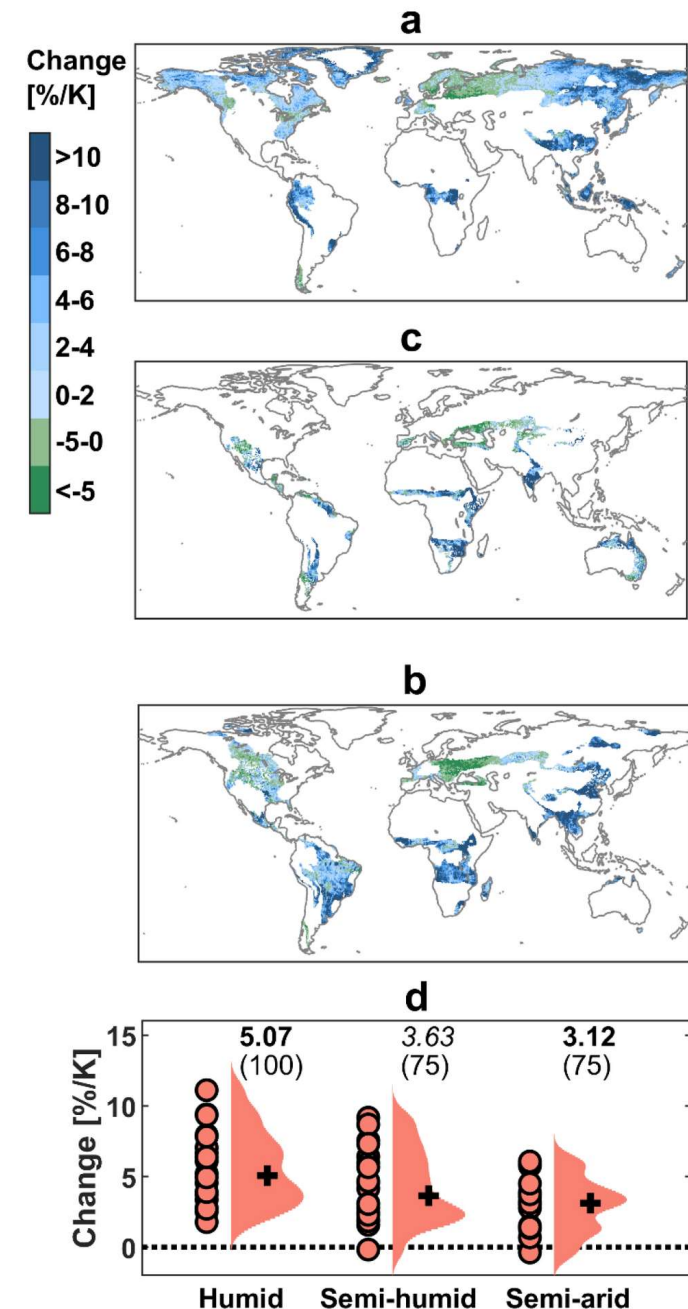 a
Change
[%/K]
>10
8-10
6-8
4-6
2-4
0-2
-5-0
<-5
c
b
d
15
10
5
0
Change [%/K]
5.07
(100)
3.63
(75)
3.12
(75)
Humid
Semi-humid
Semi-arid